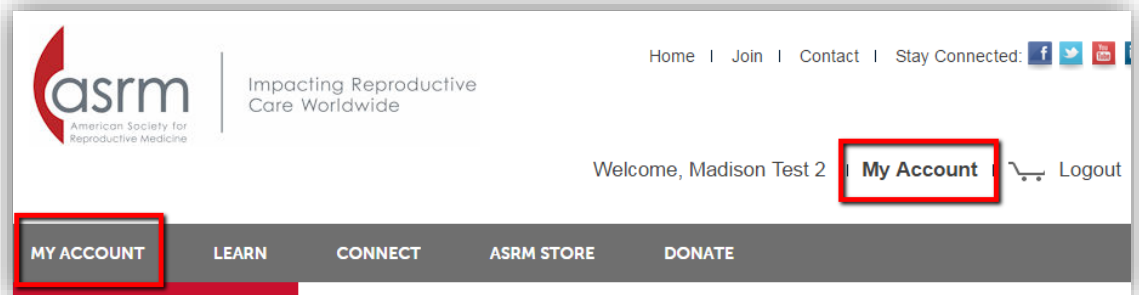 Home | Join | Contact | Stay Connected:
asrm
American Society for
Reproductive Medicine
Impacting Reproductive
Care Worldwide
Welcome, Madison Test 2 | My Account | Logout
MY ACCOUNT LEARN CONNECT ASRM STORE DONATE